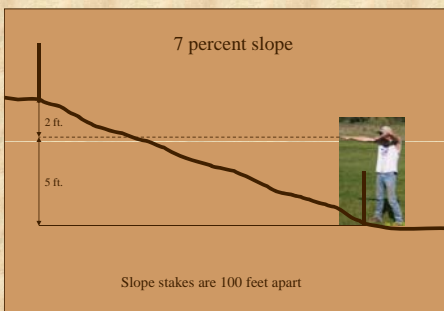 7 percent slope
2 ft.
5 ft.
Slope stakes are 100 feet apart